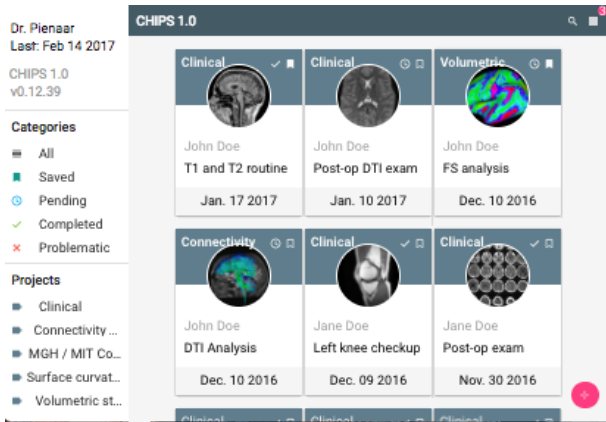 Dr. Pienaar
Last: Feb 14 2017
CHIPS 1.0
v0.12.39
Categories
All
Saved
Pending
Completed
Problematic
Projects
Clinical
Connectivity ...
MGH / MIT Co...
Surface curvat...
Volumetric st...
CHIPS 1.0
3
Clinical
John Doe
T1 and T2 routine
Jan. 17 2017
Clinical
John Doe
Post-op DTI exam
Jan. 10 2017
Volumetric
John Doe
FS analysis
Dec. 10 2016
Connectivity
John Doe
DTI Analysis
Dec. 10 2016
Clinical
Jane Doe
Left knee checkup
Dec. 09 2016
Clinical
Jane Doe
Post-op exam
Nov. 30 2016
Clinical
Clinical
Clinical